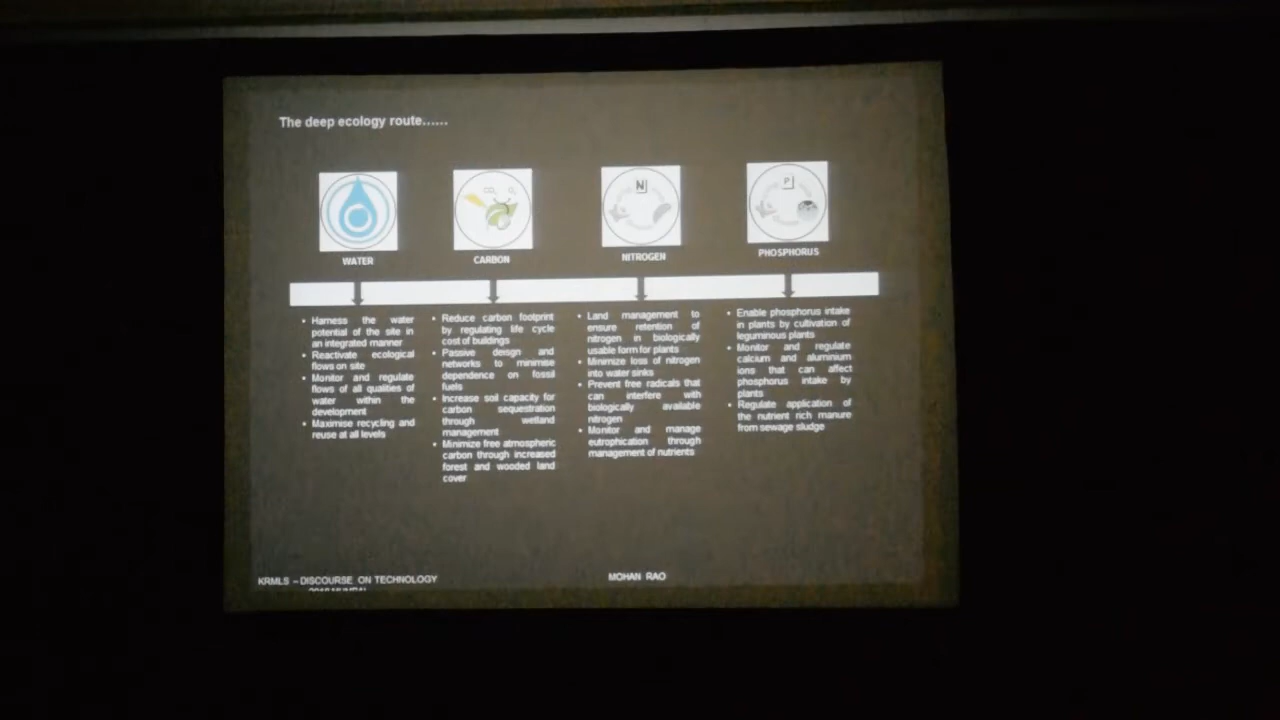 The deep ecology route......
CO₂ O₂
N
P
WATER
CARBON
NITROGEN
PHOSPHORUS
• Harness the water
potential of the site in
an integrated manner
• Reactivate ecological
flows on site
• Monitor and regulate
flows of all qualities of
water within the
development
• Maximise recycling and
reuse at all levels
• Reduce carbon footprint
by regulating life cycle
cost of buildings
• Passive deisgn and
networks to minimise
dependence on fossil
fuels
• Increase soil capacity for
carbon sequestration
through wetland
management
• Minimize free atmospheric
carbon through increased
forest and wooded land
cover
• Land management to
ensure retention of
nitrogen in biologically
usable form for plants
• Minimize loss of nitrogen
into water sinks
• Prevent free radicals that
can interfere with
biologically available
nitrogen
• Monitor and manage
eutrophication through
management of nutrients
• Enable phosphorus intake
in plants by cultivation of
leguminous plants
• Monitor and regulate
calcium and aluminium
ions that can affect
phosphorus intake by
plants
• Regulate application of
the nutrient rich manure
from sewage sludge
KRMLS – DISCOURSE ON TECHNOLOGY
MOHAN RAO